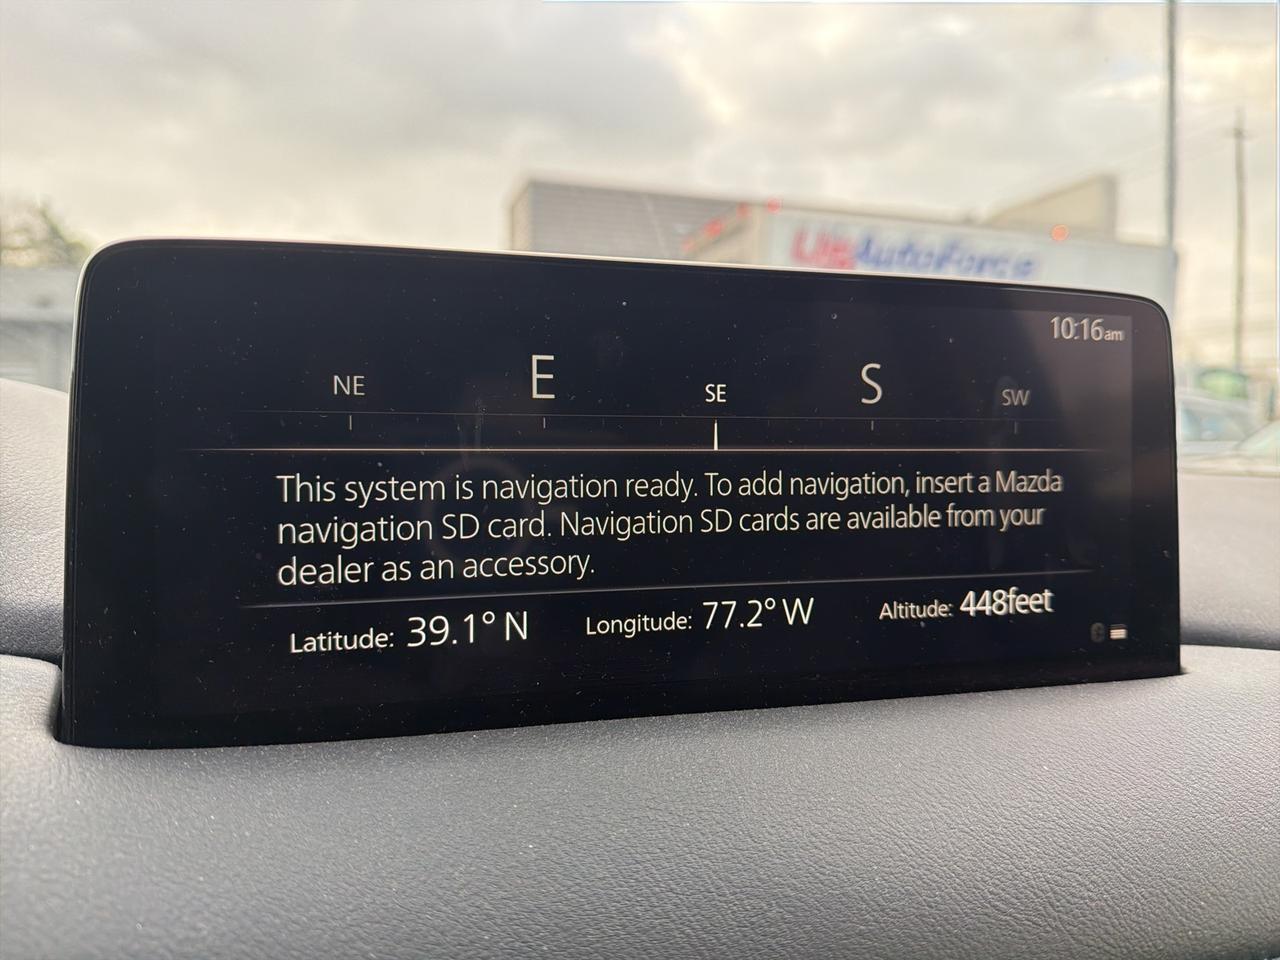 UsAutoForce
10:16am
NE E SE S SW
This system is navigation ready. To add navigation, insert a Mazda
navigation SD card. Navigation SD cards are available from your
dealer as an accessory.
Latitude: 39.1° N Longitude: 77.2° W Altitude: 448feet